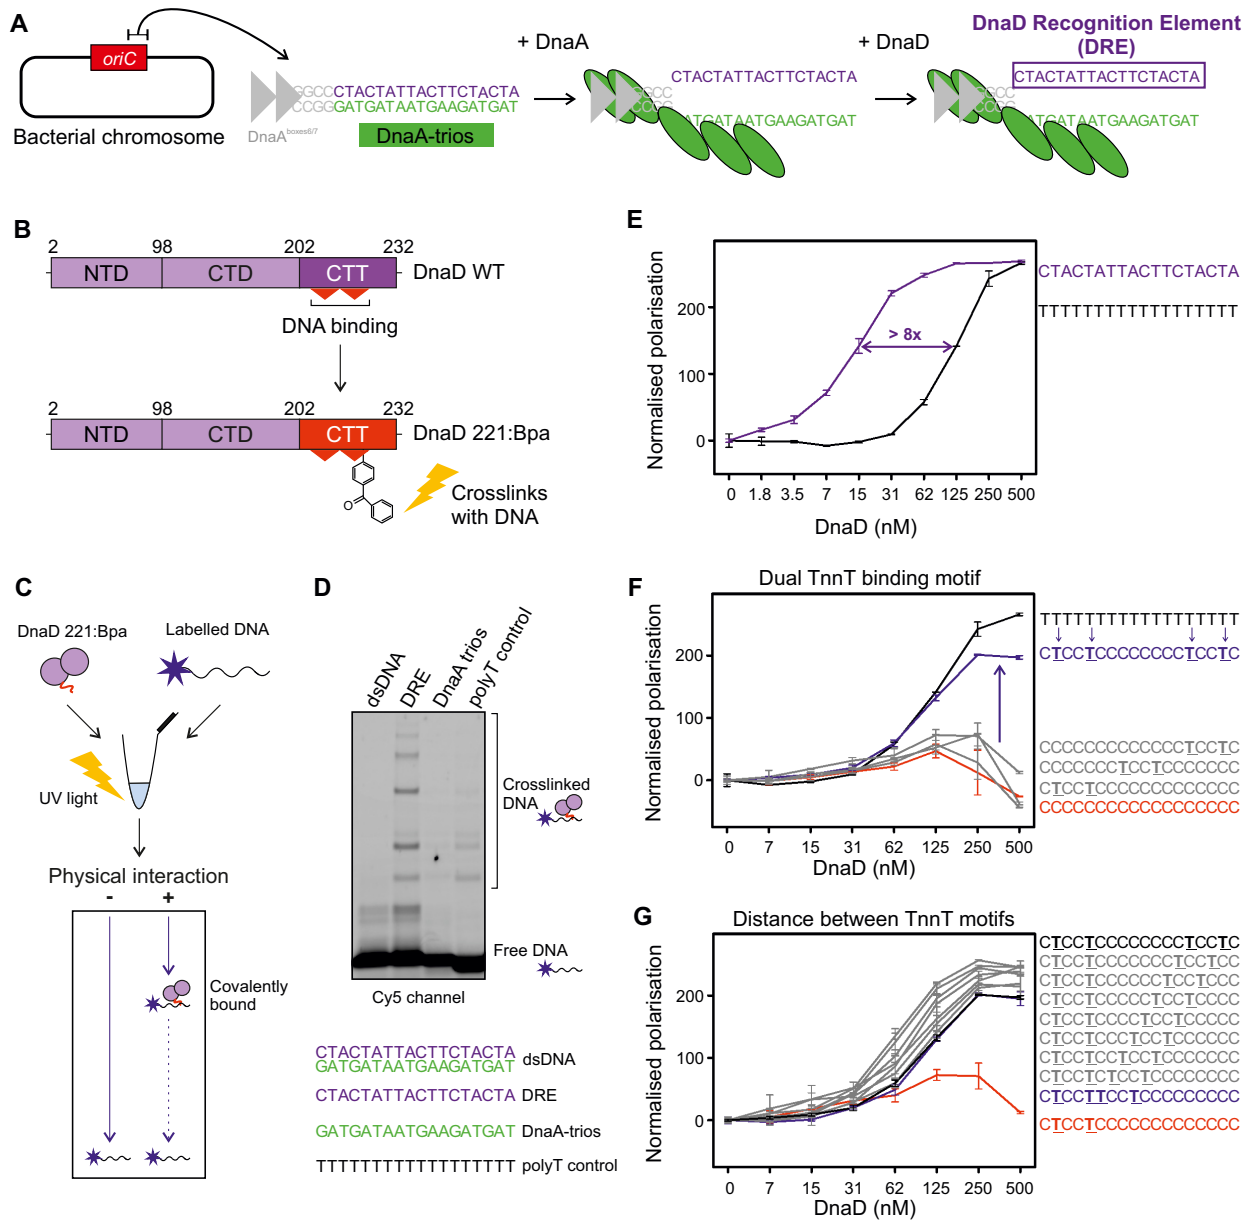 A
oriC
Bacterial chromosome
GGCCCTACTATTACTTCTACTA
CCGGGATGATAATGAAGATGAT
DnaAboxes6/7
DnaA-trios
+ DnaA
GCC
CCGG
CTACTATTACTTCTACTA
ATGATAATGAAGATGAT
+ DnaD
DnaD Recognition Element
(DRE)
CTACTATTACTTCTACTA
GCC
CCGG
ATGATAATGAAGATGAT
B
2 98 202 232
NTD CTD CTT DnaD WT
DNA binding
2 98 202 232
NTD CTD CTT DnaD 221:Bpa
O
Crosslinks
with DNA
C
DnaD 221:Bpa
Labelled DNA
UV light
Physical interaction
- +
Covalently
bound
D
dsDNA
DRE
DnaA trios
polyT control
Crosslinked
DNA
Free DNA
Cy5 channel
CTACTATTACTTCTACTA
GATGATAATGAAGATGAT
dsDNA
CTACTATTACTTCTACTA DRE
GATGATAATGAAGATGAT DnaA-trios
TTTTTTTTTTTTTTTTTT polyT control
E
Normalised polarisation
200
100
0
> 8x
0 1.8 3.5 7 15 31 62 125 250 500
DnaD (nM)
CTACTATTACTTCTACTA
TTTTTTTTTTTTTTTTTT
F
Dual TnnT binding motif
Normalised polarisation
200
100
0
0 7 15 31 62 125 250 500
DnaD (nM)
TTTTTTTTTTTTTTTTTT
CTCCTCCCCCCCCTCCTC
CCCCCCCCCCCCCTCCTC
CCCCCCCTCCTCCCCCCC
CTCCTCCCCCCCCCCCCC
CCCCCCCCCCCCCCCCCC
G
Distance between TnnT motifs
Normalised polarisation
200
100
0
0 7 15 31 62 125 250 500
DnaD (nM)
CTCCTCCCCCCCCTCCTC
CTCCTCCCCCCCTCCTCC
CTCCTCCCCCCTCCTCCC
CTCCTCCCCCTCCTCCCC
CTCCTCCCCTCCTCCCCC
CTCCTCCCTCCTCCCCCC
CTCCTCCTCCTCCCCCCC
CTCCTCTCCTCCCCCCCC
CTCCTTCCTCCCCCCCCC
CTCCTCCCCCCCCCCCCC